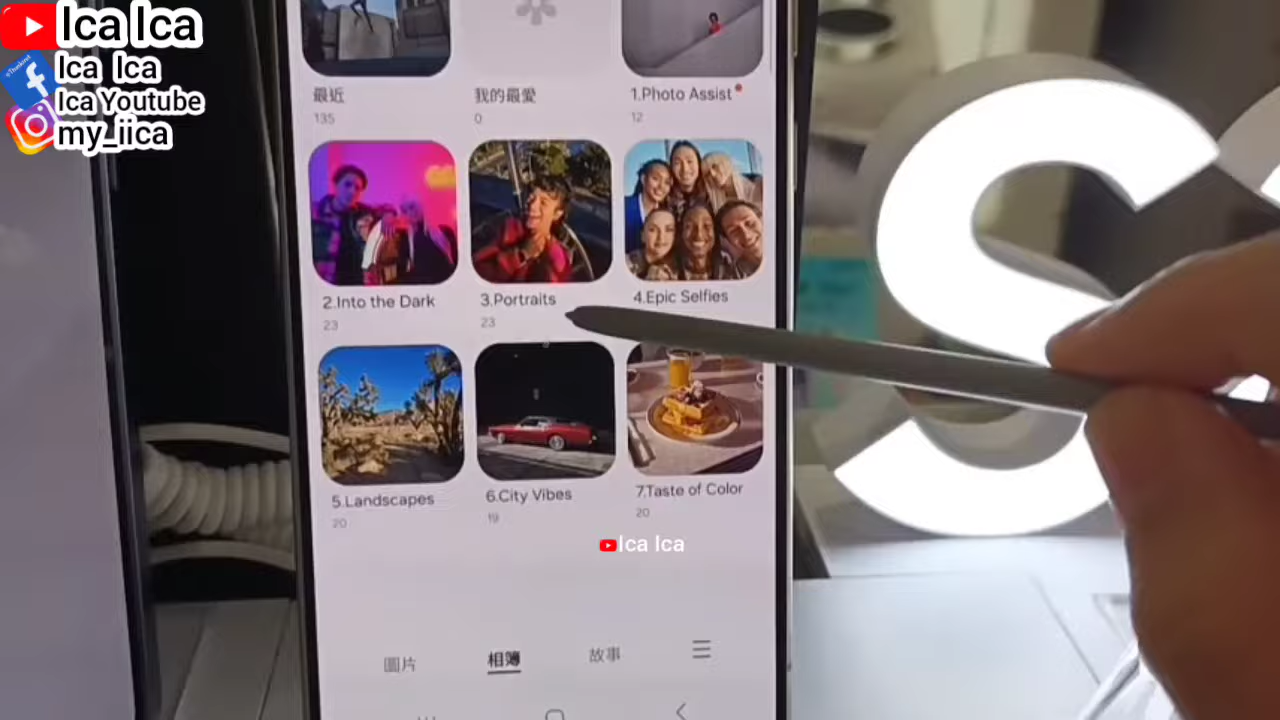 Ica Ica
Ica Ica
Ica Youtube
my_iica
最近
135
我的最愛
0
1.Photo Assist
12
2.Into the Dark
23
3.Portraits
23
4.Epic Selfies
5.Landscapes
20
6.City Vibes
19
7.Taste of Color
20
Ica Ica
圖片
相簿
故事
S